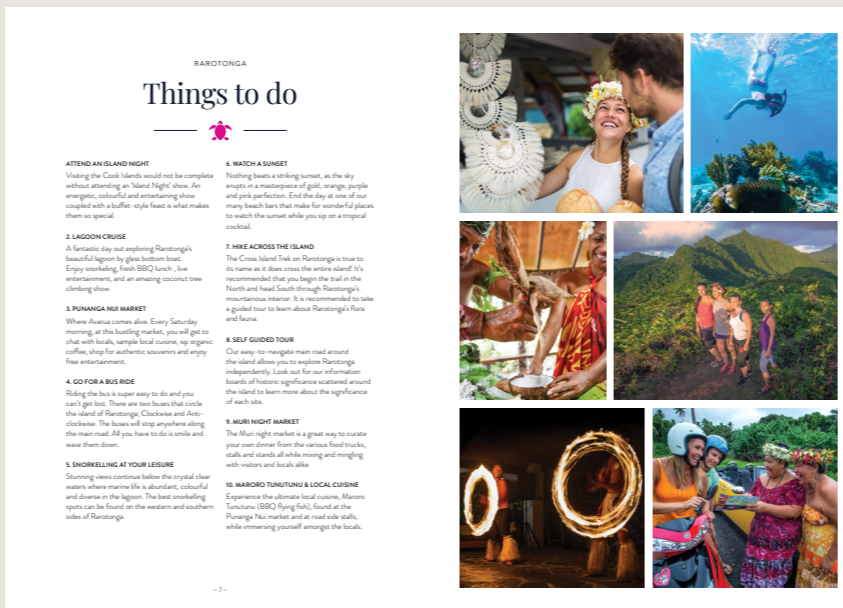 RAROTONGA
Things to do
ATTEND AN ISLAND NIGHT
Visiting the Cook Islands would not be complete
without attending an 'Island Night' show. An
energetic, colourful and entertaining show
coupled with a buffet-style feast is what makes
them so special.
2. LAGOON CRUISE
A fantastic day out exploring Rarotonga's
beautiful lagoon by glass bottom boat.
Enjoy snorkeling, fresh BBQ lunch , live
entertainment, and an amazing coconut tree
climbing show.
3. PUNANGA NUI MARKET
Where Avarua comes alive. Every Saturday
morning, at this bustling market, you will get to
chat with locals, sample local cuisine, sip organic
coffee, shop for authentic souvenirs and enjoy
free entertainment.
4. GO FOR A BUS RIDE
Riding the bus is super easy to do and you
can't get lost. There are two buses that circle
the island of Rarotonga; Clockwise and Anti-
clockwise. The buses will stop anywhere along
the main road. All you have to do is smile and
wave them down.
5. SNORKELLING AT YOUR LEISURE
Stunning views continue below the crystal clear
waters where marine life is abundant, colourful
and diverse in the lagoon. The best snorkelling
spots can be found on the western and southern
sides of Rarotonga.
6. WATCH A SUNSET
Nothing beats a striking sunset, as the sky
erupts in a masterpiece of gold, orange, purple
and pink perfection. End the day at one of our
many beach bars that make for wonderful places
to watch the sunset while you sip on a tropical
cocktail.
7. HIKE ACROSS THE ISLAND
The Cross Island Trek on Rarotonga is true to
its name as it does cross the entire island! It's
recommended that you begin the trail in the
North and head South through Rarotonga's
mountainous interior. It is recommended to take
a guided tour to learn about Rarotonga's flora
and fauna.
8. SELF GUIDED TOUR
Our easy-to-navigate main road around
the island allows you to explore Rarotonga
independently. Look out for our information
boards of historic significance scattered around
the island to learn more about the significance
of each site.
9. MURI NIGHT MARKET
The Muri night market is a great way to curate
your own dinner from the various food trucks,
stalls and stands all while mixing and mingling
with visitors and locals alike
10. MARORO TUNUTUNU & LOCAL CUISINE
Experience the ultimate local cuisine, Maroro
Tunutunu (BBQ flying fish), found at the
Punanga Nui market and at road side stalls,
while immersing yourself amongst the locals.
~ 7 ~